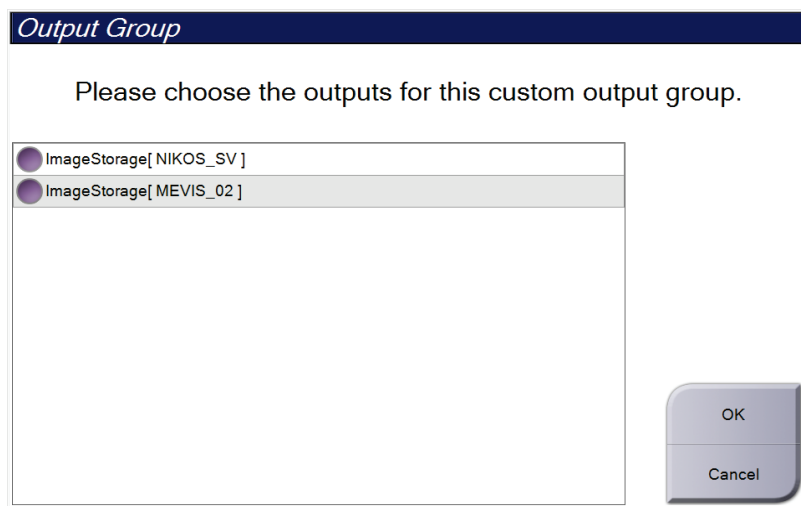 Output Group
Please choose the outputs for this custom output group.
ImageStorage[ NIKOS_SV ]
ImageStorage[ MEVIS_02 ]
OK
Cancel